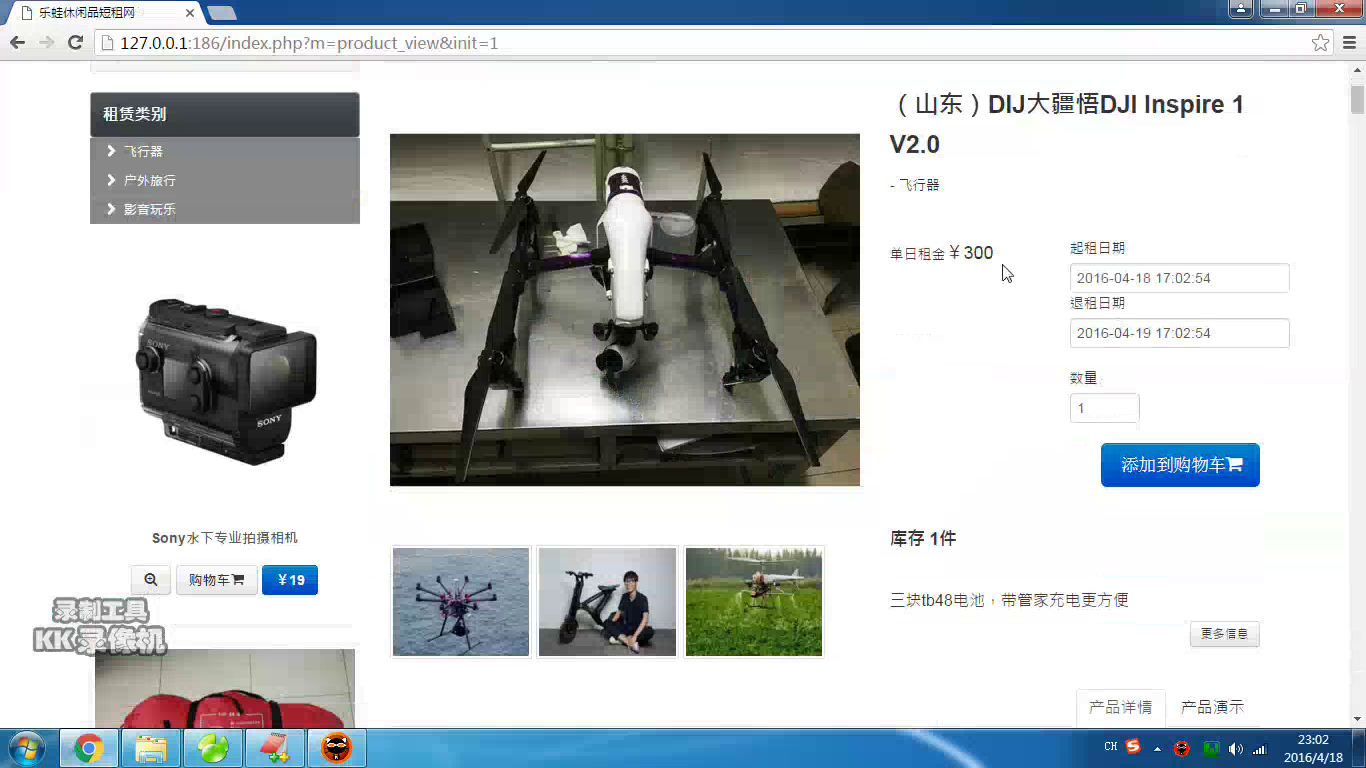 乐蛙休闲品短租网
127.0.0.1:186/index.php?m=product_view&init=1
租赁类别
飞行器
户外旅行
影音玩乐
SONY
SONY
Sony水下专业拍摄相机
购物车
￥19
（山东）DIJ大疆悟DJI Inspire 1
V2.0
- 飞行器
单日租金￥300
起租日期
2016-04-18 17:02:54
退租日期
2016-04-19 17:02:54
数量
1
添加到购物车
库存 1件
三块tb48电池，带管家充电更方便
更多信息
产品详情
产品演示
录制工具
KK录像机
CH
23:02
2016/4/18